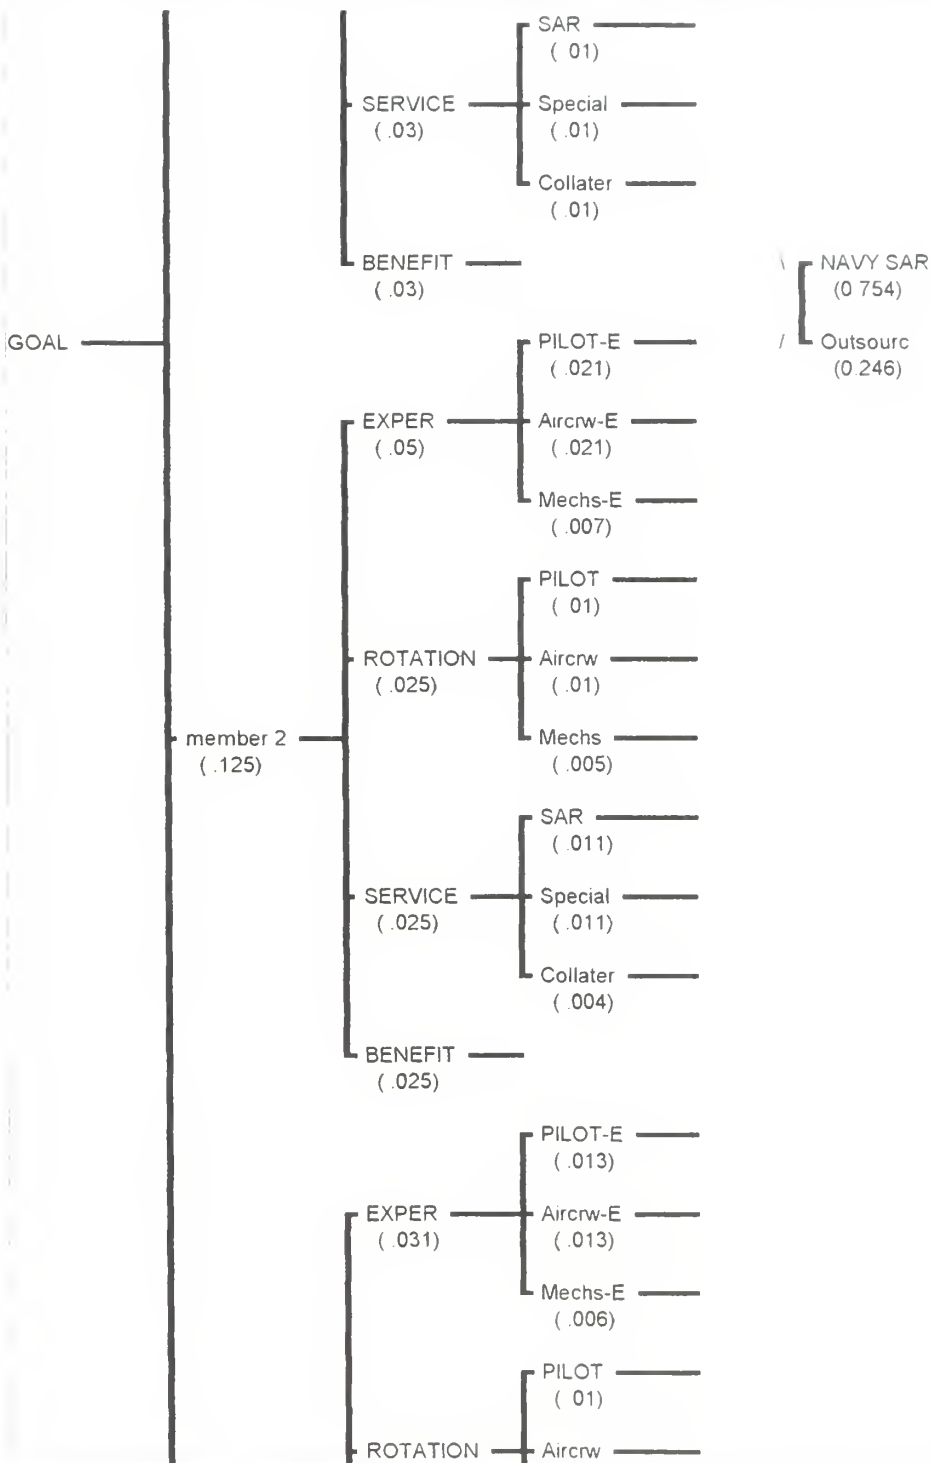 SAR
( .01)
SERVICE
( .03)
Special
( .01)
Collater
( .01)
BENEFIT
( .03)
NAVY SAR
(0.754)
GOAL
PILOT-E
( .021)
Outsourc
(0.246)
EXPER
( .05)
Aircrw-E
( .021)
Mechs-E
( .007)
PILOT
( .01)
ROTATION
( .025)
Aircrw
( .01)
member 2
( .125)
Mechs
( .005)
SAR
( .011)
SERVICE
( .025)
Special
( .011)
Collater
( .004)
BENEFIT
( .025)
PILOT-E
( .013)
EXPER
( .031)
Aircrw-E
( .013)
Mechs-E
( .006)
PILOT
( .01)
ROTATION
Aircrw